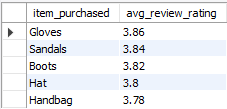 item_purchased avg_review_rating
Gloves 3.86
Sandals 3.84
Boots 3.82
Hat 3.8
Handbag 3.78